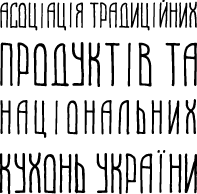 АСОЦІАЦІЯ ТРАДИЦІЙНИХ
ПРОДУКТІВ ТА
НАЦІОНАЛЬНИХ
КУХОНЬ УКРАЇНИ